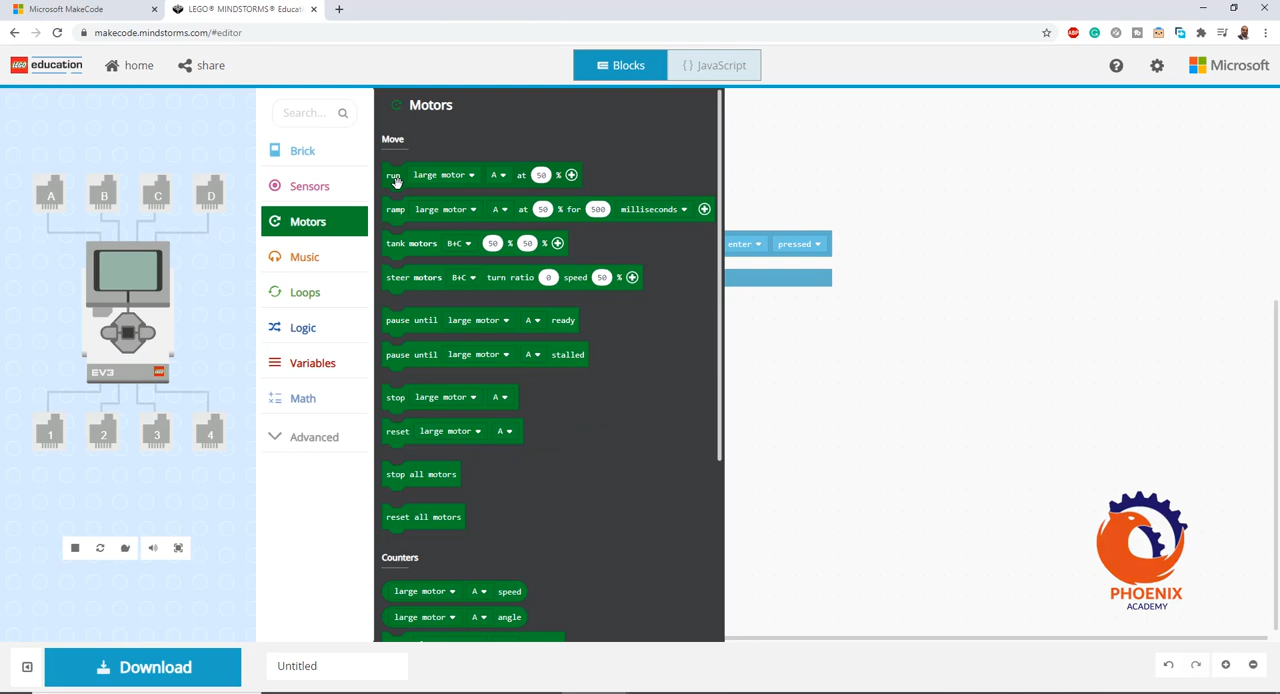 Microsoft MakeCode
LEGO® MINDSTORMS® Educati
makecode.mindstorms.com/#editor
LEGO education
home
share
Blocks
{ } JavaScript
Microsoft
A B C D
EV3
1 2 3 4
Search...
Brick
Sensors
Motors
Music
Loops
Logic
Variables
Math
Advanced
Motors
Move
run large motor A at 50 %
ramp large motor A at 50 % for 500 milliseconds
tank motors B+C 50 % 50 %
steer motors B+C turn ratio 0 speed 50 %
pause until large motor A ready
pause until large motor A stalled
stop large motor A
reset large motor A
stop all motors
reset all motors
Counters
large motor A speed
large motor A angle
enter pressed
PHOENIX
ACADEMY
Download
Untitled